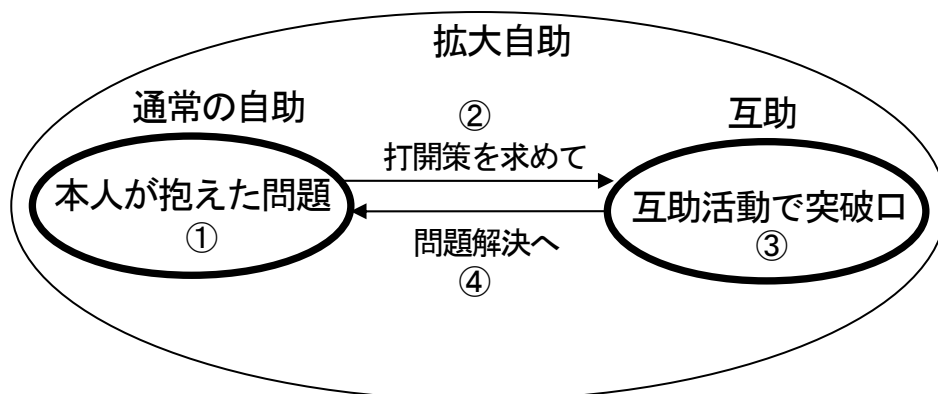 拡大自助
通常の自助
②
互助
打開策を求めて
本人が抱えた問題
①
互助活動で突破口
③
問題解決へ
④